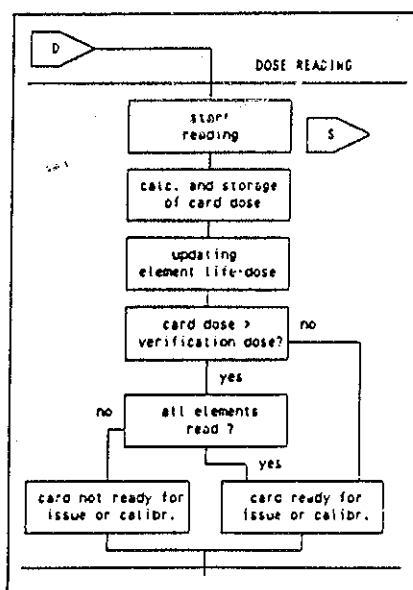 D
DOSE READING
start
reading
S
calc. and storage
of card dose
updating
element life-dose
card dose >
verification dose?
no
yes
no
all elements
read ?
yes
card not ready for
issue or calibr.
card ready for
issue or calibr.